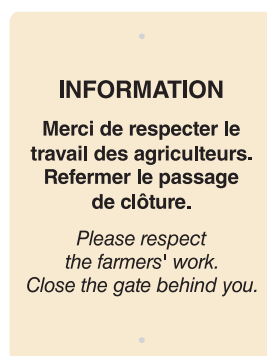 INFORMATION
Merci de respecter le
travail des agriculteurs.
Refermer le passage
de clôture.
Please respect
the farmers' work.
Close the gate behind you.